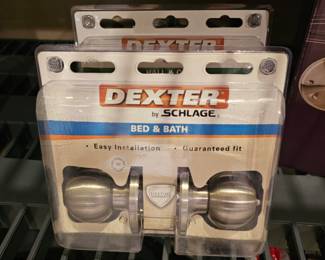 DEXTER
DEXTER
by SCHLAGE
BED & BATH
• Easy Installation • Guaranteed fit